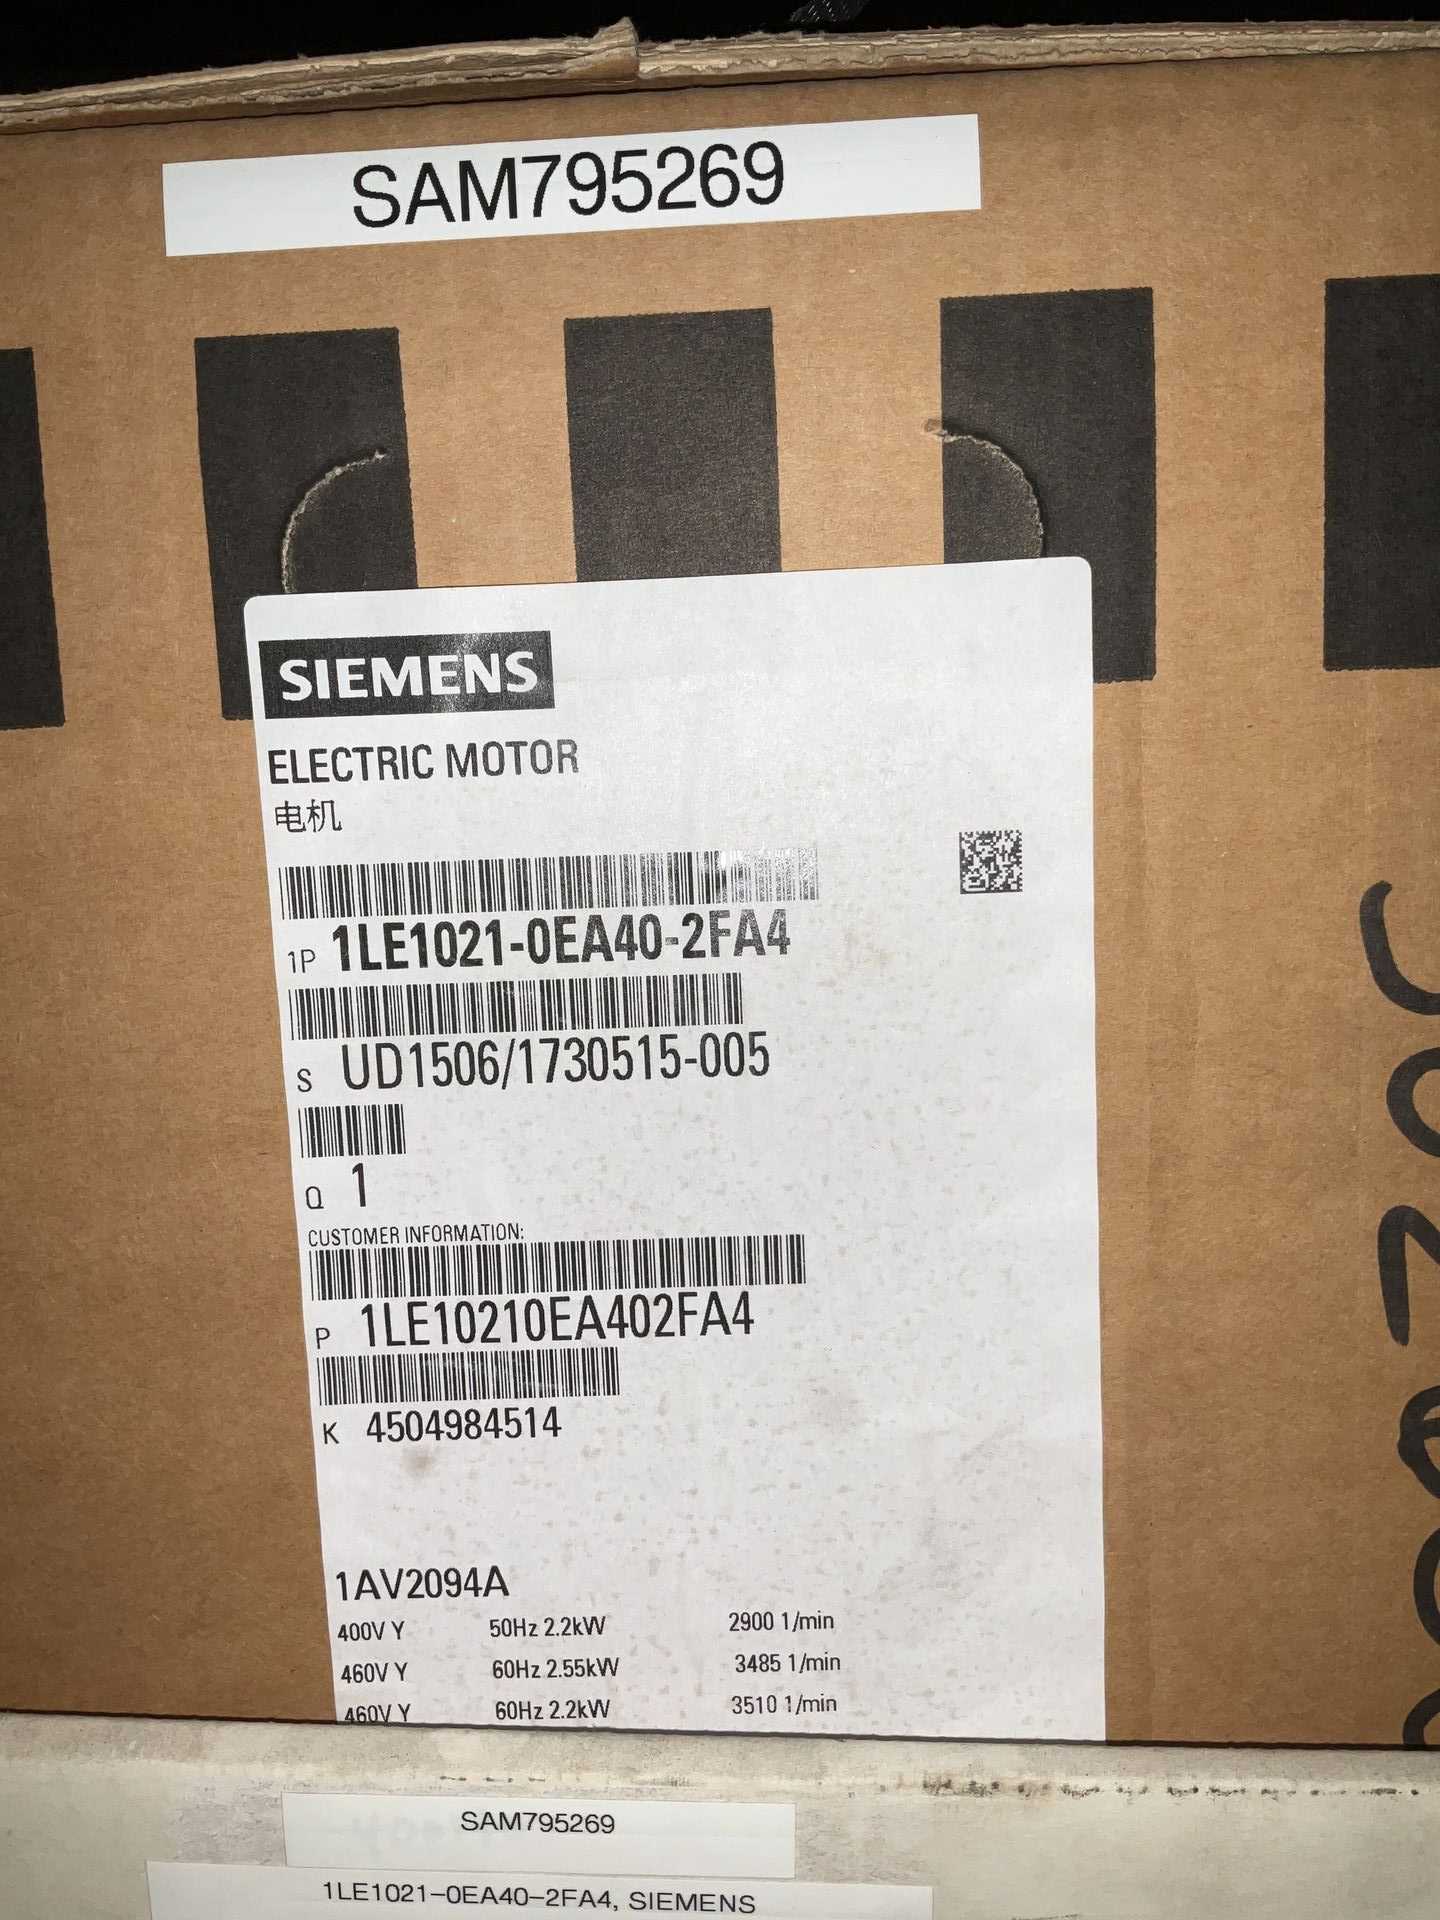 SAM795269
SIEMENS
ELECTRIC MOTOR
电机
1P 1LE1021-0EA40-2FA4
S UD1506/1730515-005
Q 1
CUSTOMER INFORMATION:
P 1LE10210EA402FA4
K 4504984514
1AV2094A
400V Y 50Hz 2.2kW 2900 1/min
460V Y 60Hz 2.55kW 3485 1/min
460V Y 60Hz 2.2kW 3510 1/min
SAM795269
1LE1021-0EA40-2FA4, SIEMENS